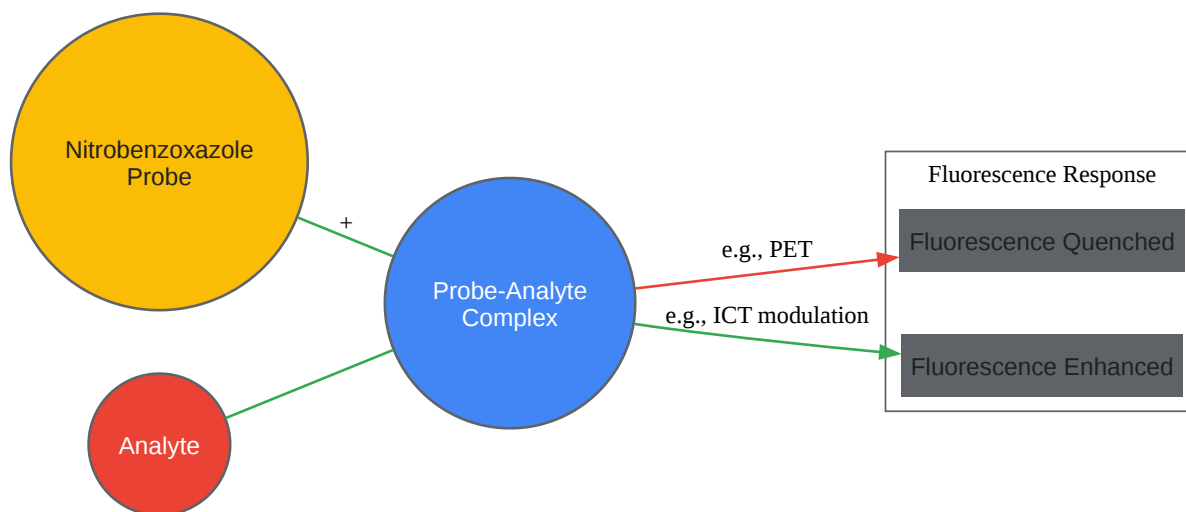 Nitrobenzoxazole
Probe
+
Analyte
Probe-Analyte
Complex
e.g., PET
e.g., ICT modulation
Fluorescence Response
Fluorescence Quenched
Fluorescence Enhanced